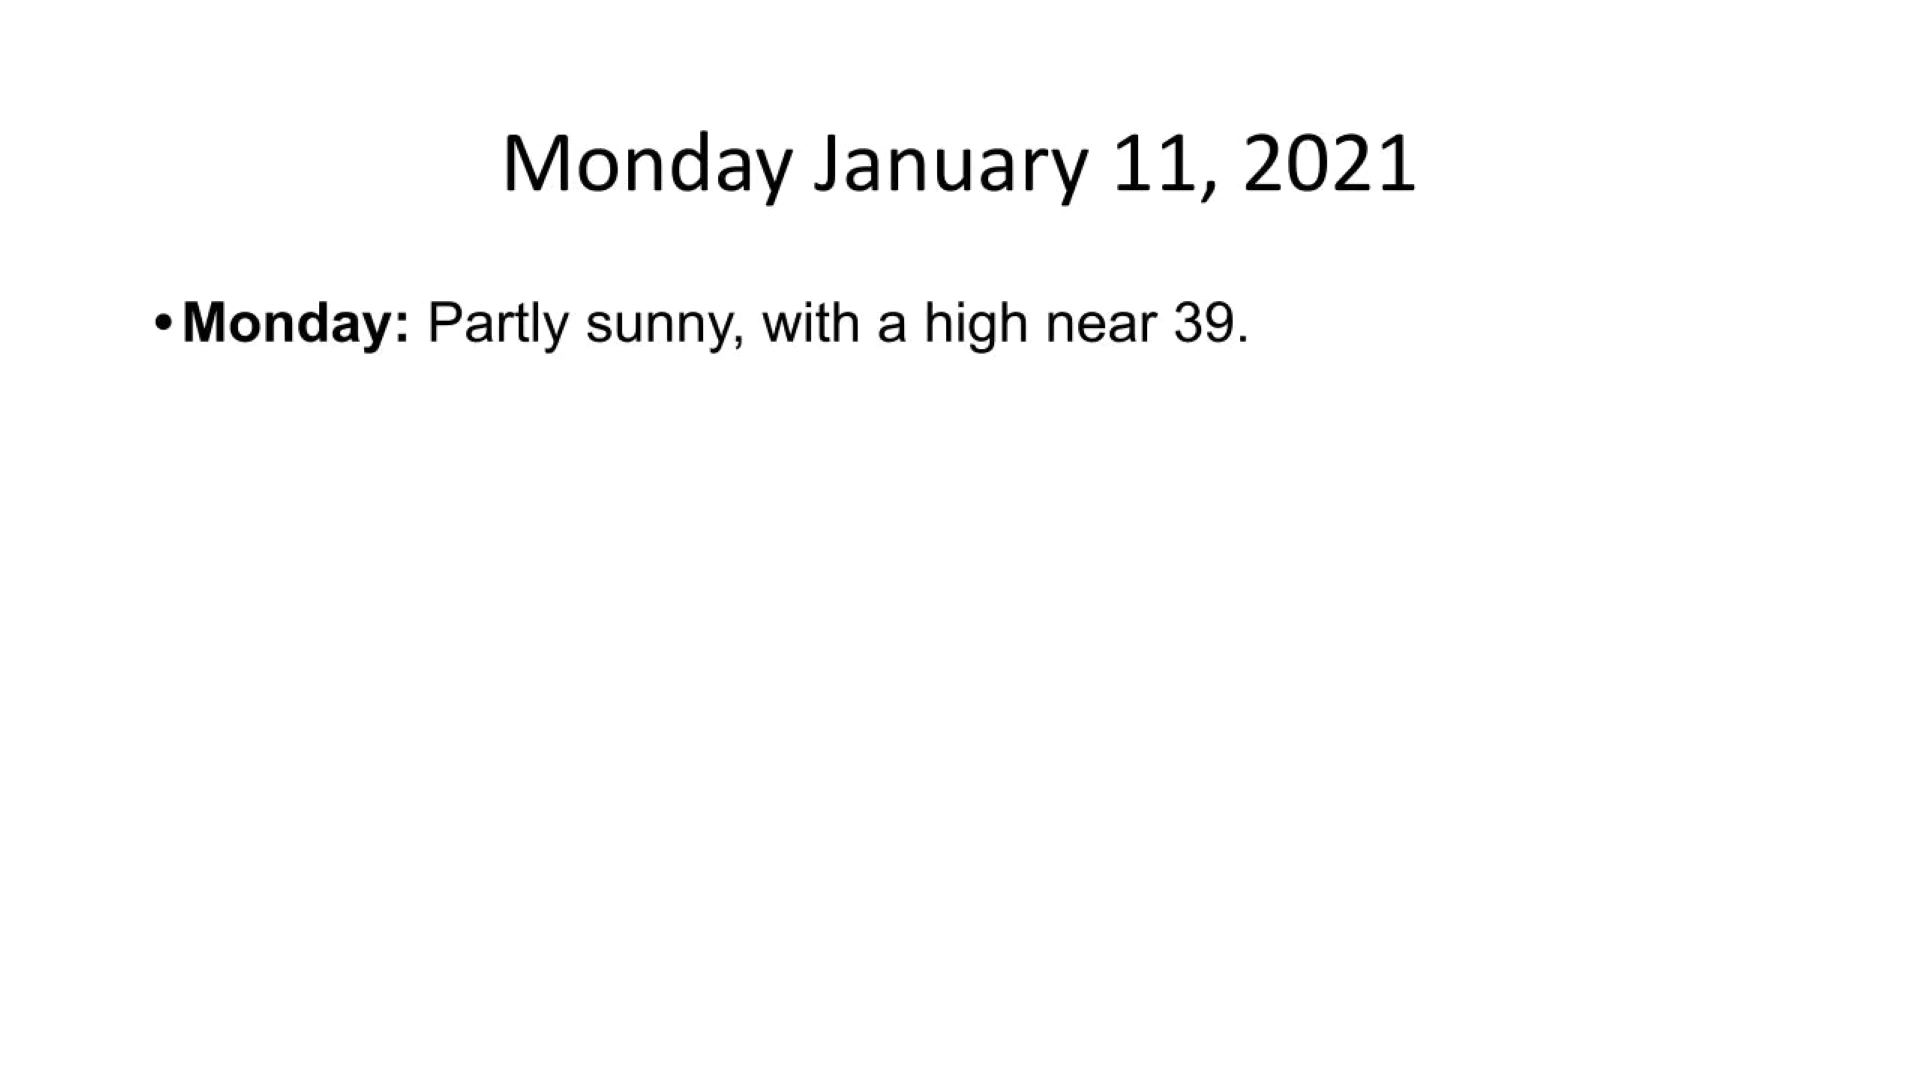 Monday January 11, 2021
•Monday: Partly sunny, with a high near 39.